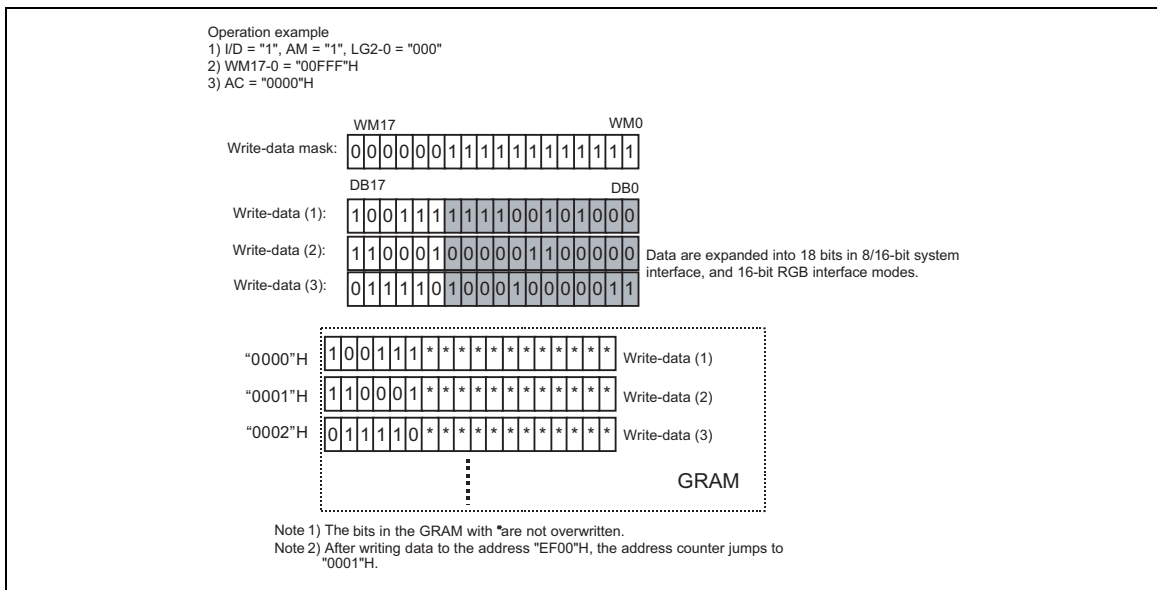 Operation example
1) I/D = "1", AM = "1", LG2-0 = "000"
2) WM17-0 = "00FFF"H
3) AC = "0000"H
WM17 WM0
Write-data mask: 0 0 0 0 0 0 1 1 1 1 1 1 1 1 1 1 1 1
DB17 DB0
Write-data (1): 1 0 0 1 1 1 1 1 1 1 0 0 1 0 1 0 0 0
Write-data (2): 1 1 0 0 0 1 0 0 0 0 0 1 1 0 0 0 0 0
Data are expanded into 18 bits in 8/16-bit system
interface, and 16-bit RGB interface modes.
Write-data (3): 0 1 1 1 1 0 1 0 0 0 1 0 0 0 0 0 1 1
"0000"H 1 0 0 1 1 1 * * * * * * * * * * * * Write-data (1)
"0001"H 1 1 0 0 0 1 * * * * * * * * * * * * Write-data (2)
"0002"H 0 1 1 1 1 0 * * * * * * * * * * * * Write-data (3)
GRAM
Note 1) The bits in the GRAM with "*"are not overwritten.
Note 2) After writing data to the address "EF00"H, the address counter jumps to
"0001"H.